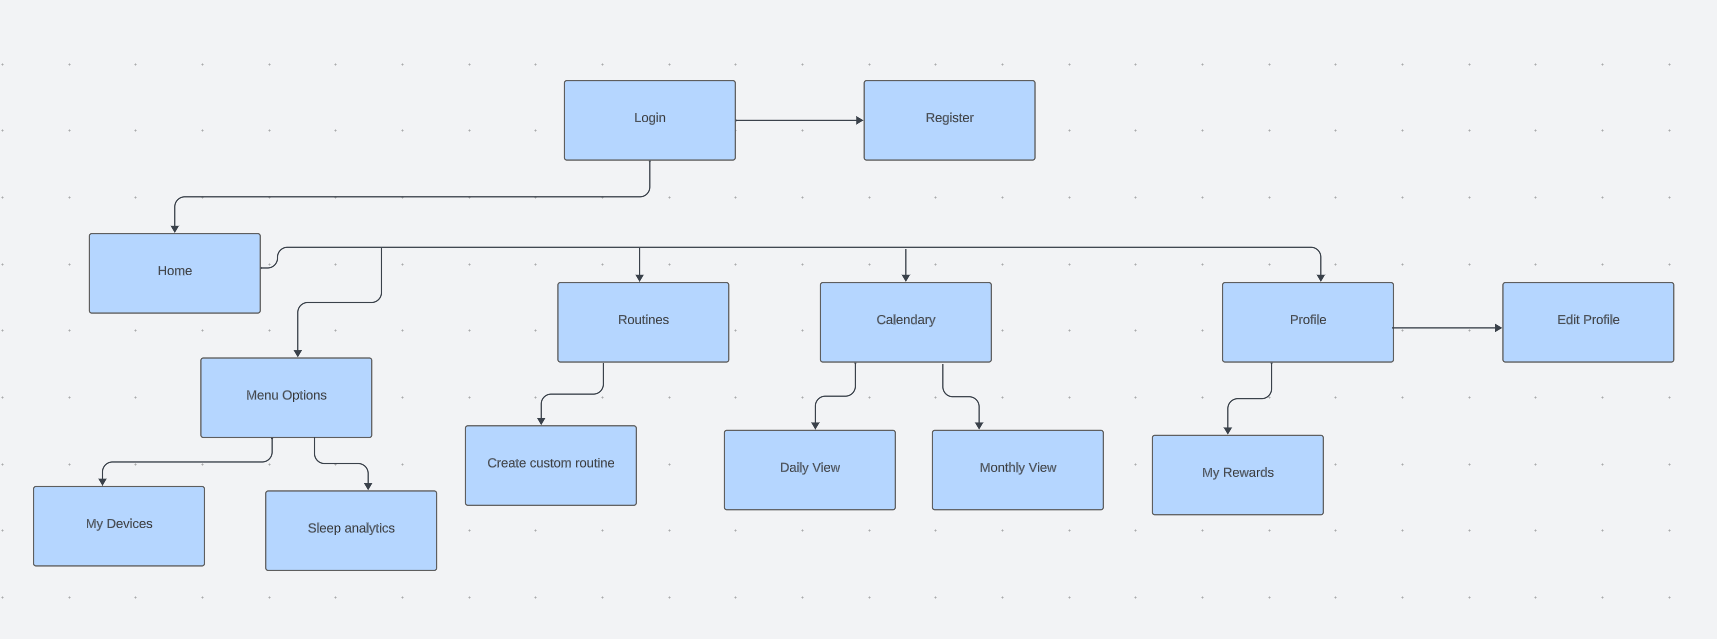 Login
Register
Home
Routines
Calendary
Profile
Edit Profile
Menu Options
Create custom routine
Daily View
Monthly View
My Rewards
My Devices
Sleep analytics